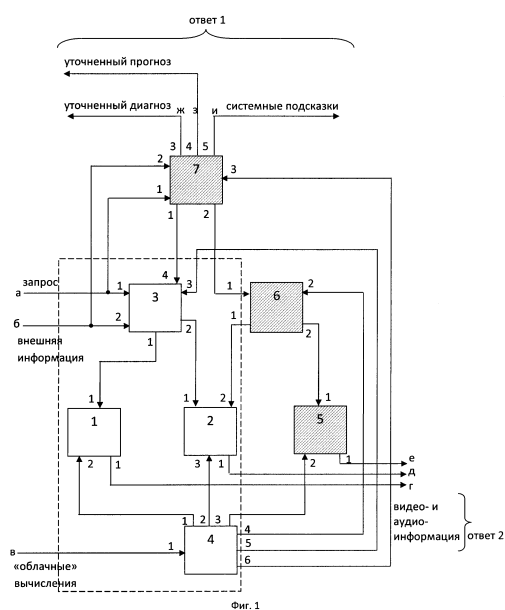 ответ 1
уточненный прогноз
уточненный диагноз ж з и системные подсказки
3 4 5
2 7 3
1
1 2
4
запрос 1 3 3 1 6 2
а
б 2 1 2 1 2
внешняя
информация
1 1 2 1
1 2 5
2 1 3 1 2 1 е
д
г
видео- и
аудио-
информация
ответ 2
1 2 3
4
5
6
в 1 4
«облачные»
вычисления
Фиг. 1